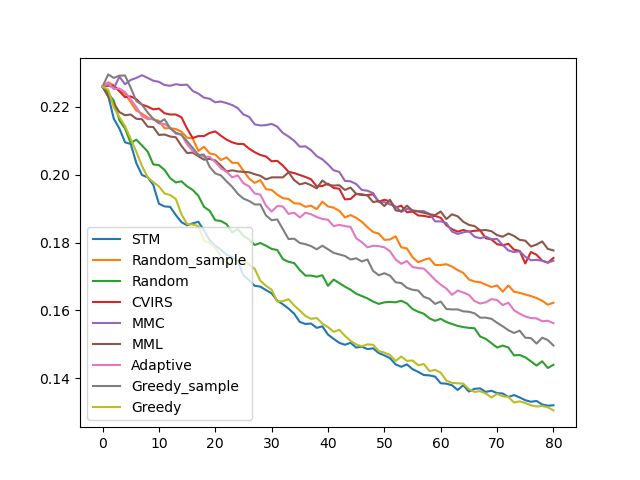 0.22
0.20
0.18
0.16
0.14
STM
Random_sample
Random
CVIRS
MMC
MML
Adaptive
Greedy_sample
Greedy
0 10 20 30 40 50 60 70 80